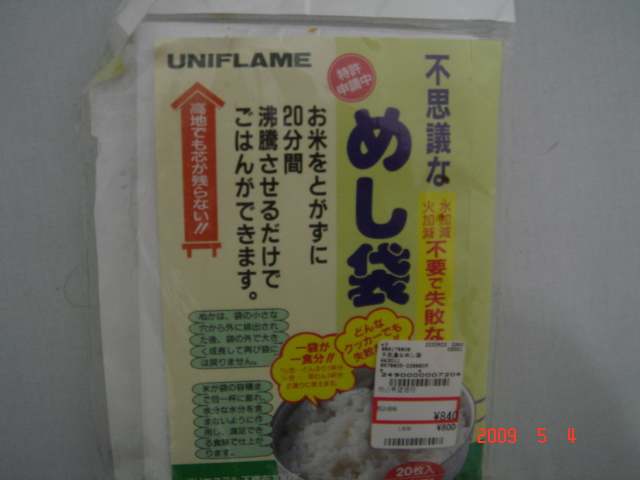 UNIFLAME
特許
申請中
不思議な
めし袋
水加減
火加減
不要で失敗な
お米をとがずに
20分間
沸騰させるだけで
ごはんができます。
高地でも芯が残らない!!
ぬかは、袋の小さな
穴から外に排出され
た後、袋の外で大き
く成長して再び袋に
は戻りません。
米が袋の容積ま
で目一杯に膨れ、
余分な水分を含
まないように作
用し、満足でき
る食味で仕上が
ります。
一袋が
一食分!!
どんな
クッカーでも
失敗
2490000007204
¥840
¥800
20枚入
2009 5 4